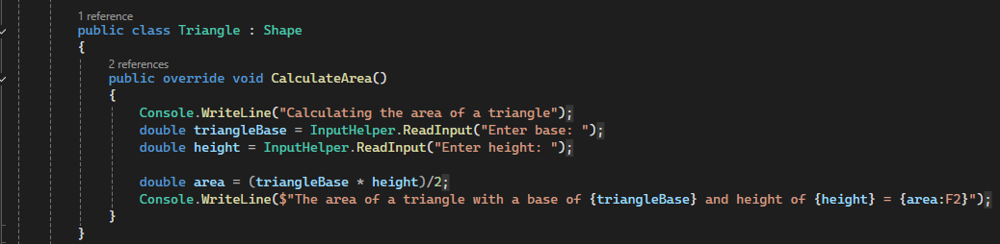 1 reference
public class Triangle : Shape
{
2 references
public override void CalculateArea()
{
Console.WriteLine("Calculating the area of a triangle");
double triangleBase = InputHelper.ReadInput("Enter base: ");
double height = InputHelper.ReadInput("Enter height: ");
double area = (triangleBase * height)/2;
Console.WriteLine($"The area of a triangle with a base of {triangleBase} and height of {height} = {area:F2}");
}
}